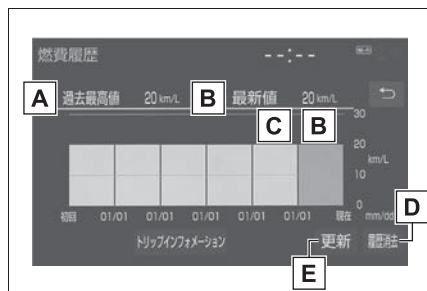 燃費履歴 --:-- Wi-Fi
A 過去最高値 20 km/L B 最新値 20 km/L
C B
30
20
km/L
10
0
初回 01/01 01/01 01/01 01/01 01/01 現在 mm/dd
D
トリップインフォメーション 更新 履歴消去
E